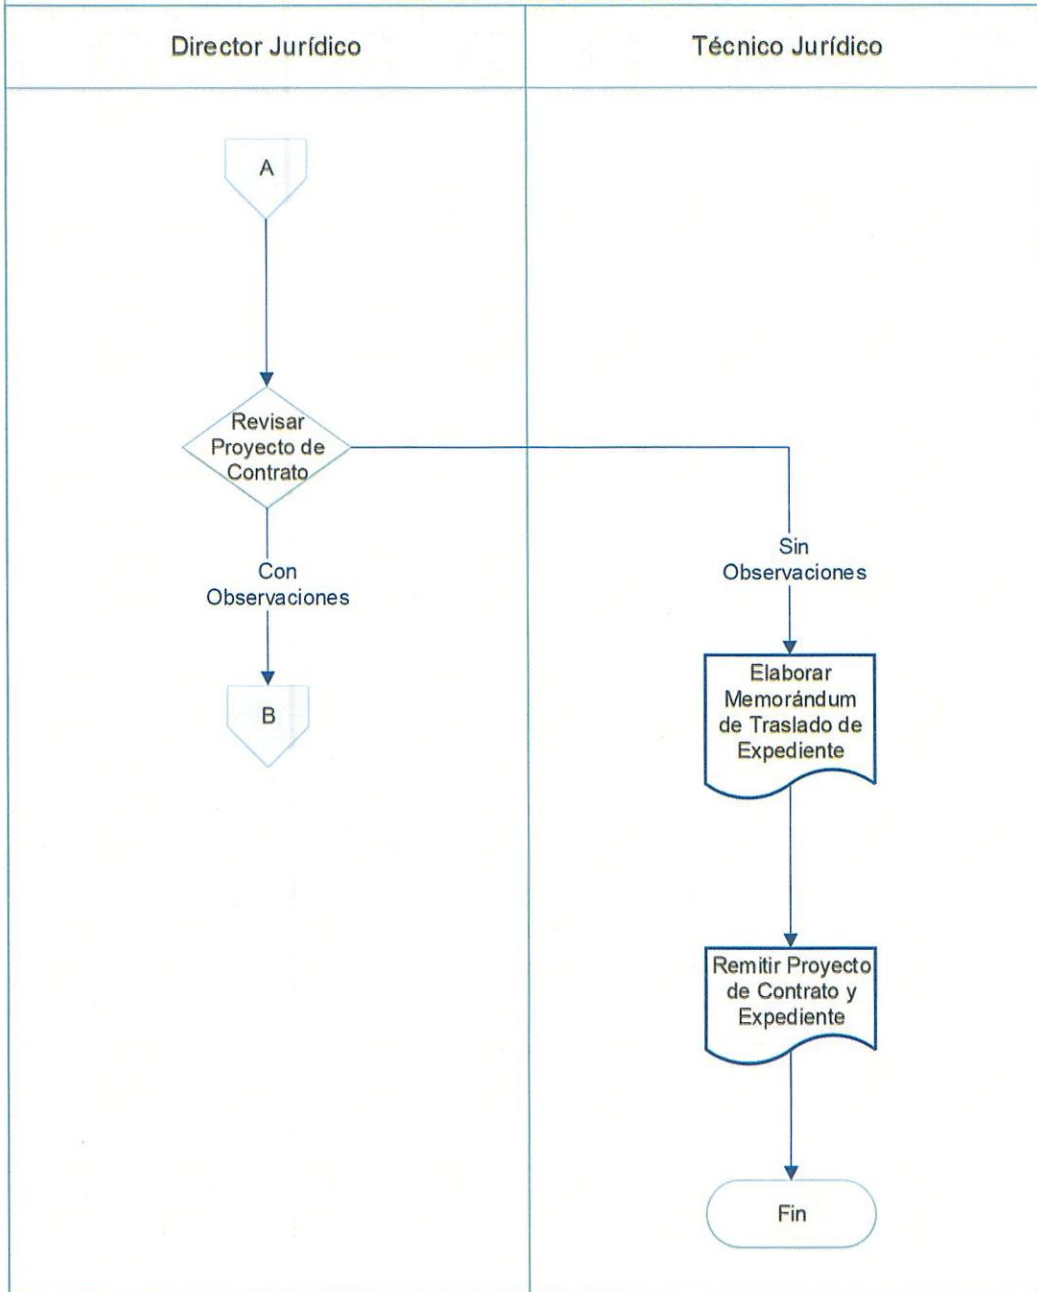 Director Jurídico
Técnico Jurídico
A
Revisar
Proyecto de
Contrato
Con
Observaciones
B
Sin
Observaciones
Elaborar
Memorándum
de Traslado de
Expediente
Remitir Proyecto
de Contrato y
Expediente
Fin